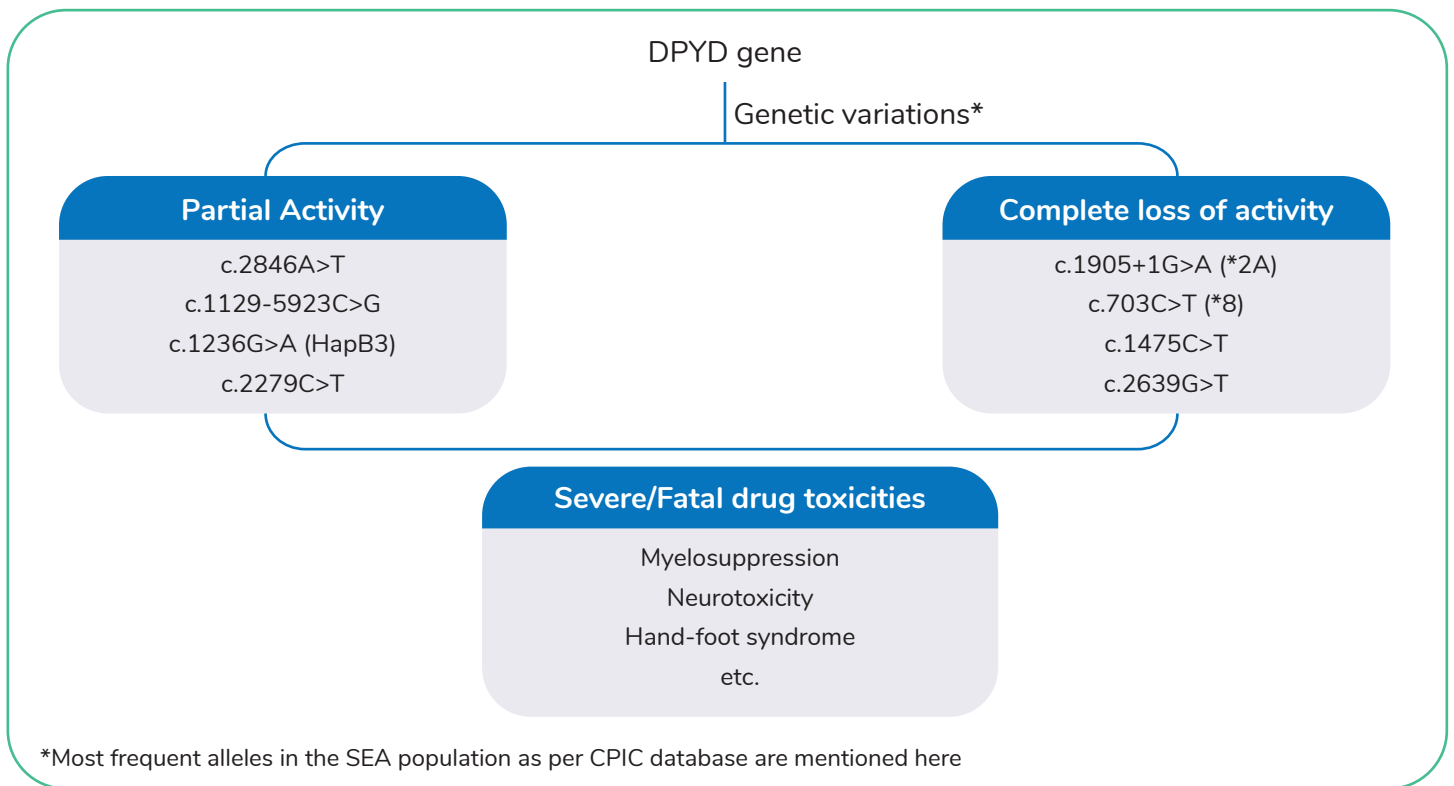 DPYD gene
Genetic variations*
Partial Activity
c.2846A>T
c.1129-5923C>G
c.1236G>A (HapB3)
c.2279C>T
Complete loss of activity
c.1905+1G>A (*2A)
c.703C>T (*8)
c.1475C>T
c.2639G>T
Severe/Fatal drug toxicities
Myelosuppression
Neurotoxicity
Hand-foot syndrome
etc.
*Most frequent alleles in the SEA population as per CPIC database are mentioned here